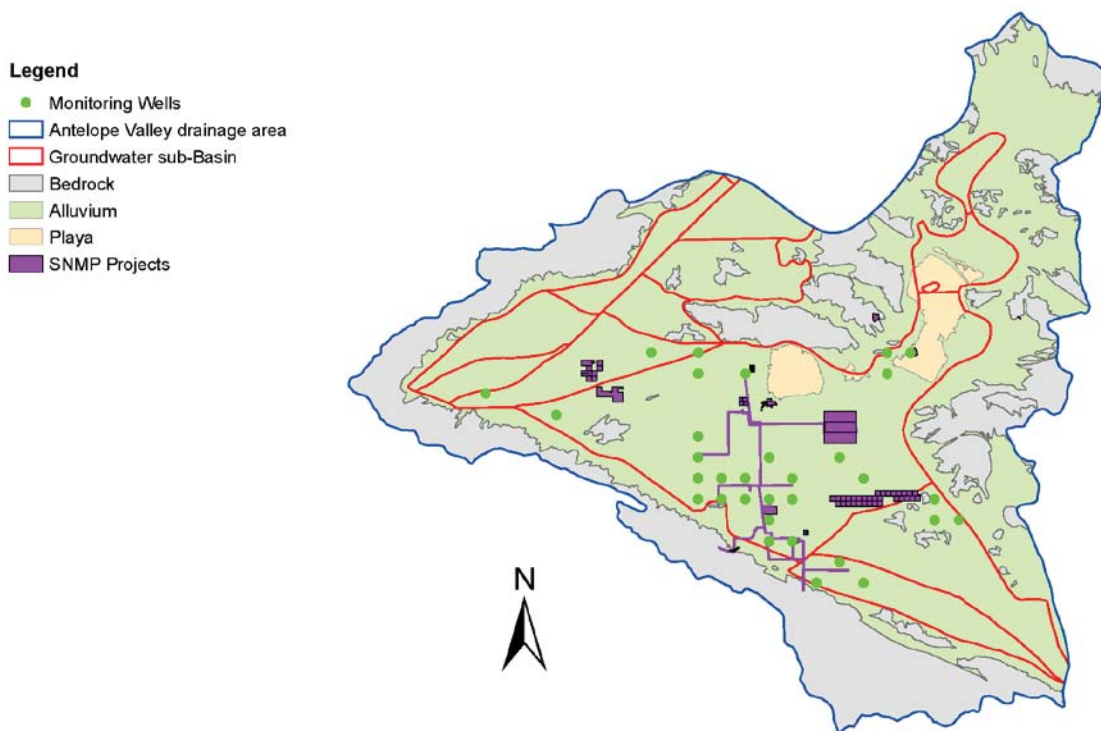 Legend
Monitoring Wells
Antelope Valley drainage area
Groundwater sub-Basin
Bedrock
Alluvium
Playa
SNMP Projects
N